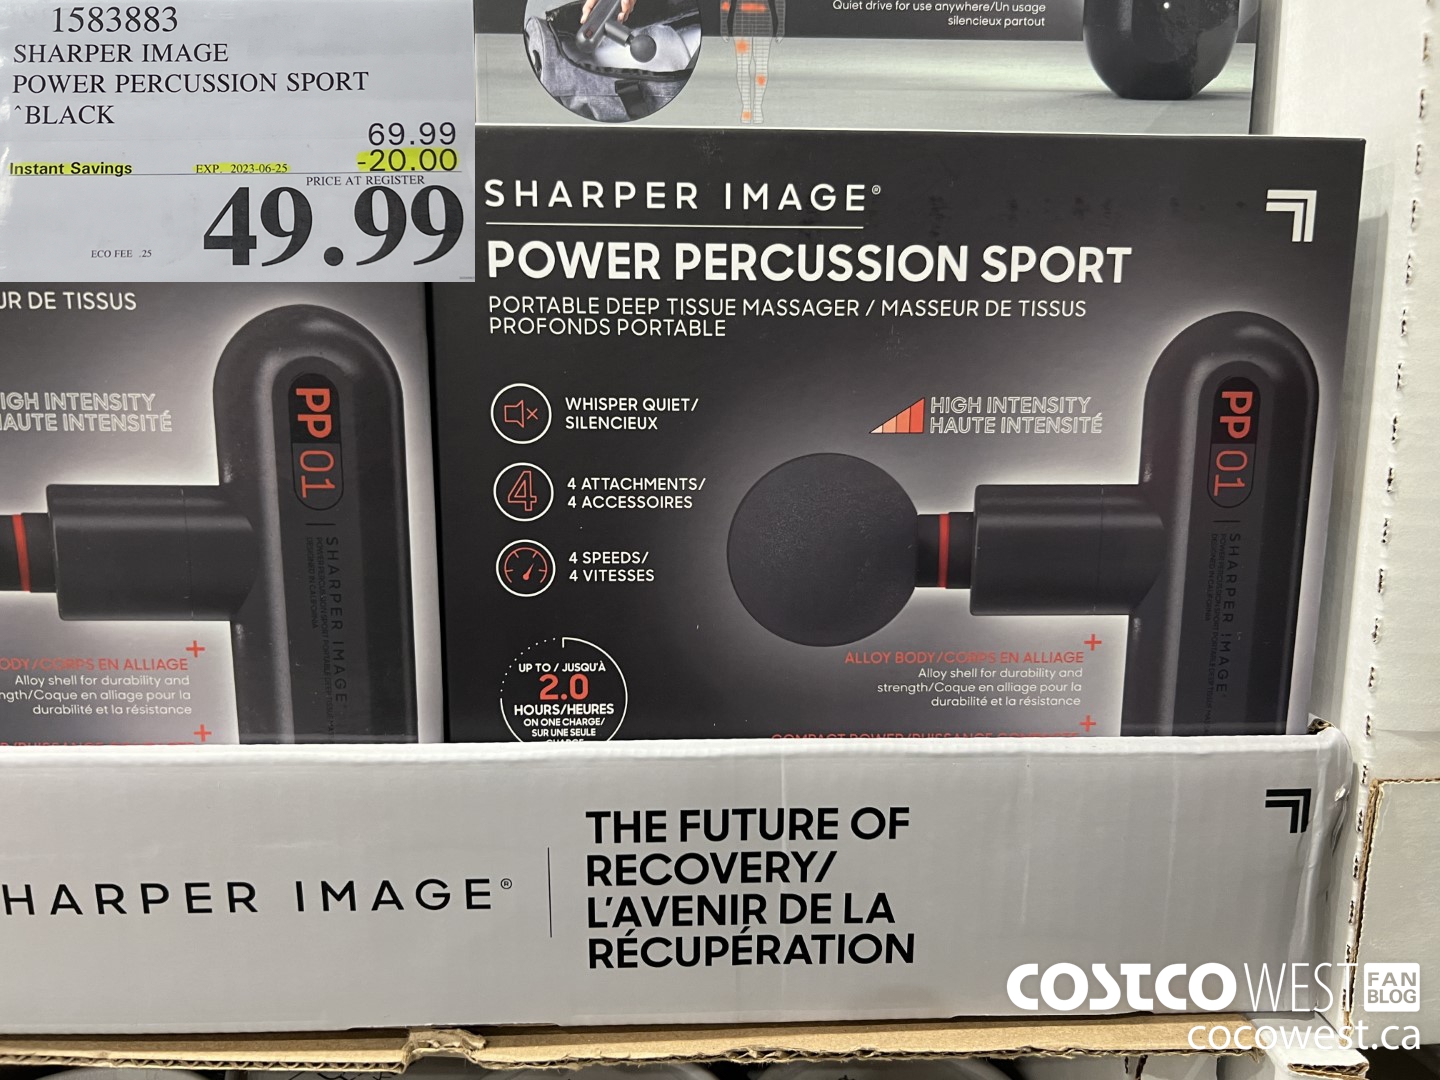 1583883
SHARPER IMAGE
POWER PERCUSSION SPORT
^BLACK
69.99
Instant Savings EXP. 2023-06-25 -20.00
PRICE AT REGISTER
49.99
ECO FEE .25
Quiet drive for use anywhere/Un usage
silencieux partout
UR DE TISSUS
IGH INTENSITY
AUTE INTENSITÉ
PP01
SHARPER IMAGE
ODY/CORPS EN ALLIAGE +
Alloy shell for durability and
ngth/Coque en alliage pour la
durabilité et la résistance
+
SHARPER IMAGE®
POWER PERCUSSION SPORT
PORTABLE DEEP TISSUE MASSAGER / MASSEUR DE TISSUS
PROFONDS PORTABLE
WHISPER QUIET/
SILENCIEUX
4
4 ATTACHMENTS/
4 ACCESSOIRES
4 SPEEDS/
4 VITESSES
UP TO / JUSQU'À
2.0
HOURS/HEURES
ON ONE CHARGE/
SUR UNE SEULE
HIGH INTENSITY
HAUTE INTENSITÉ
PP01
SHARPER IMAGE
ALLOY BODY/CORPS EN ALLIAGE +
Alloy shell for durability and
strength/Coque en alliage pour la
durabilité et la résistance
+
HARPER IMAGE®
THE FUTURE OF
RECOVERY/
L'AVENIR DE LA
RÉCUPÉRATION
COSTCO WEST FAN BLOG
cocowest.ca